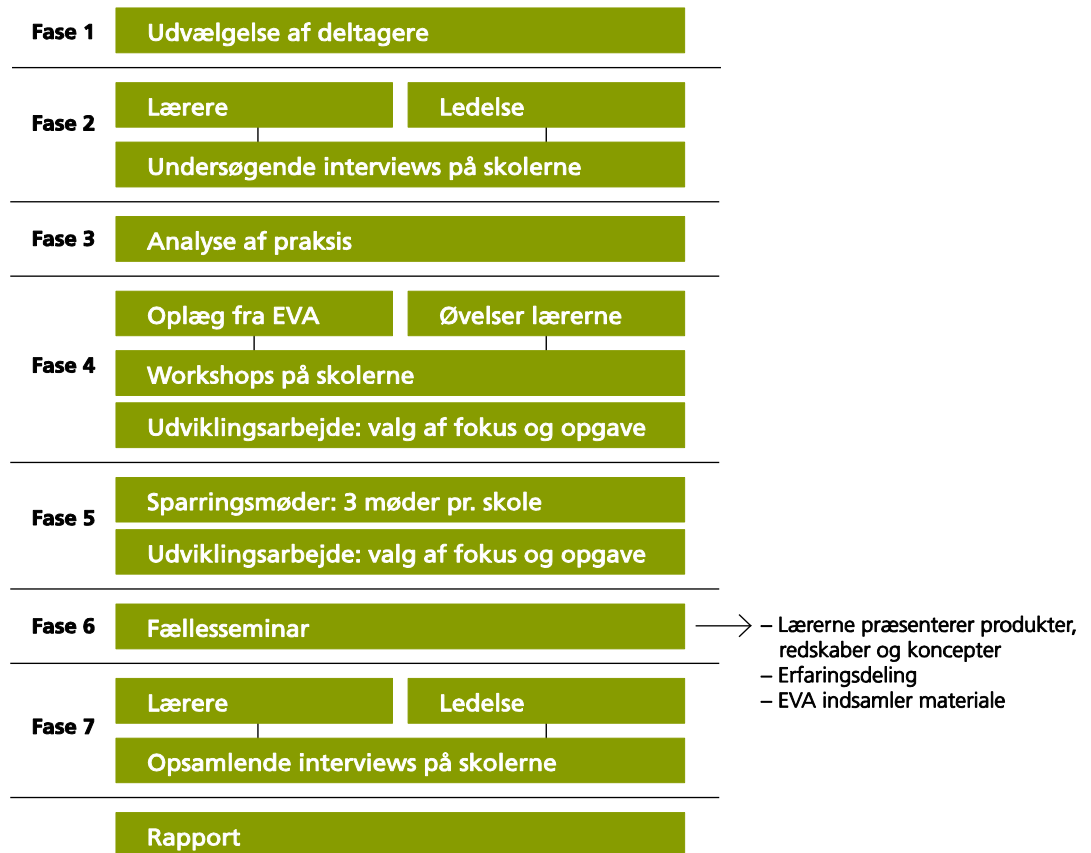 Fase 1
Udvælgelse af deltagere
Fase 2
Lærere
Ledelse
Undersøgende interviews på skolerne
Fase 3
Analyse af praksis
Fase 4
Oplæg fra EVA
Øvelser lærerne
Workshops på skolerne
Udviklingsarbejde: valg af fokus og opgave
Fase 5
Sparringsmøder: 3 møder pr. skole
Udviklingsarbejde: valg af fokus og opgave
Fase 6
Fællesseminar
– Lærerne præsenterer produkter,
redskaber og koncepter
– Erfaringsdeling
– EVA indsamler materiale
Fase 7
Lærere
Ledelse
Opsamlende interviews på skolerne
Rapport